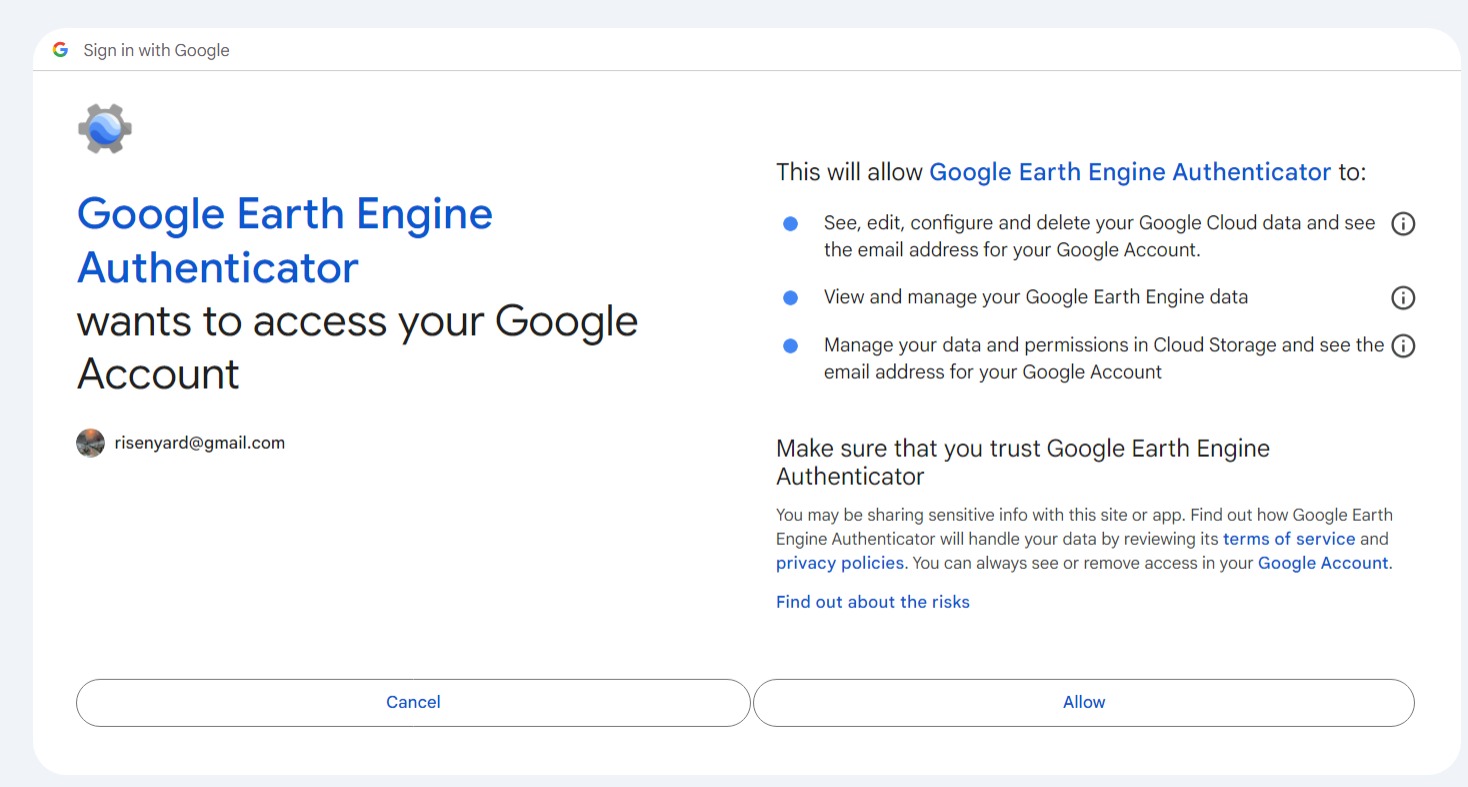 Sign in with Google
Google Earth Engine
Authenticator
wants to access your Google
Account
risenyard@gmail.com
This will allow Google Earth Engine Authenticator to:
See, edit, configure and delete your Google Cloud data and see
the email address for your Google Account.
View and manage your Google Earth Engine data
Manage your data and permissions in Cloud Storage and see the
email address for your Google Account
Make sure that you trust Google Earth Engine
Authenticator
You may be sharing sensitive info with this site or app. Find out how Google Earth
Engine Authenticator will handle your data by reviewing its terms of service and
privacy policies. You can always see or remove access in your Google Account.
Find out about the risks
Cancel
Allow